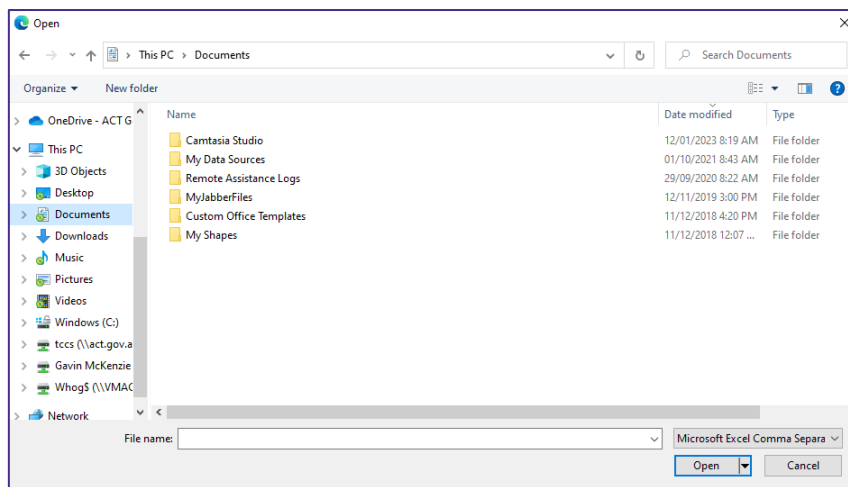 Open
This PC > Documents
Search Documents
Organize
New folder
OneDrive - ACT G
This PC
3D Objects
Desktop
Documents
Downloads
Music
Pictures
Videos
Windows (C:)
tccs (\\act.gov.a
Gavin McKenzie
Whog$ (\\VMAC
Network
Name Date modified Type
Camtasia Studio 12/01/2023 8:19 AM File folder
My Data Sources 01/10/2021 8:43 AM File folder
Remote Assistance Logs 29/09/2020 8:22 AM File folder
MyJabberFiles 12/11/2019 3:00 PM File folder
Custom Office Templates 11/12/2018 4:20 PM File folder
My Shapes 11/12/2018 12:07 ... File folder
File name:
Microsoft Excel Comma Separa
Open
Cancel